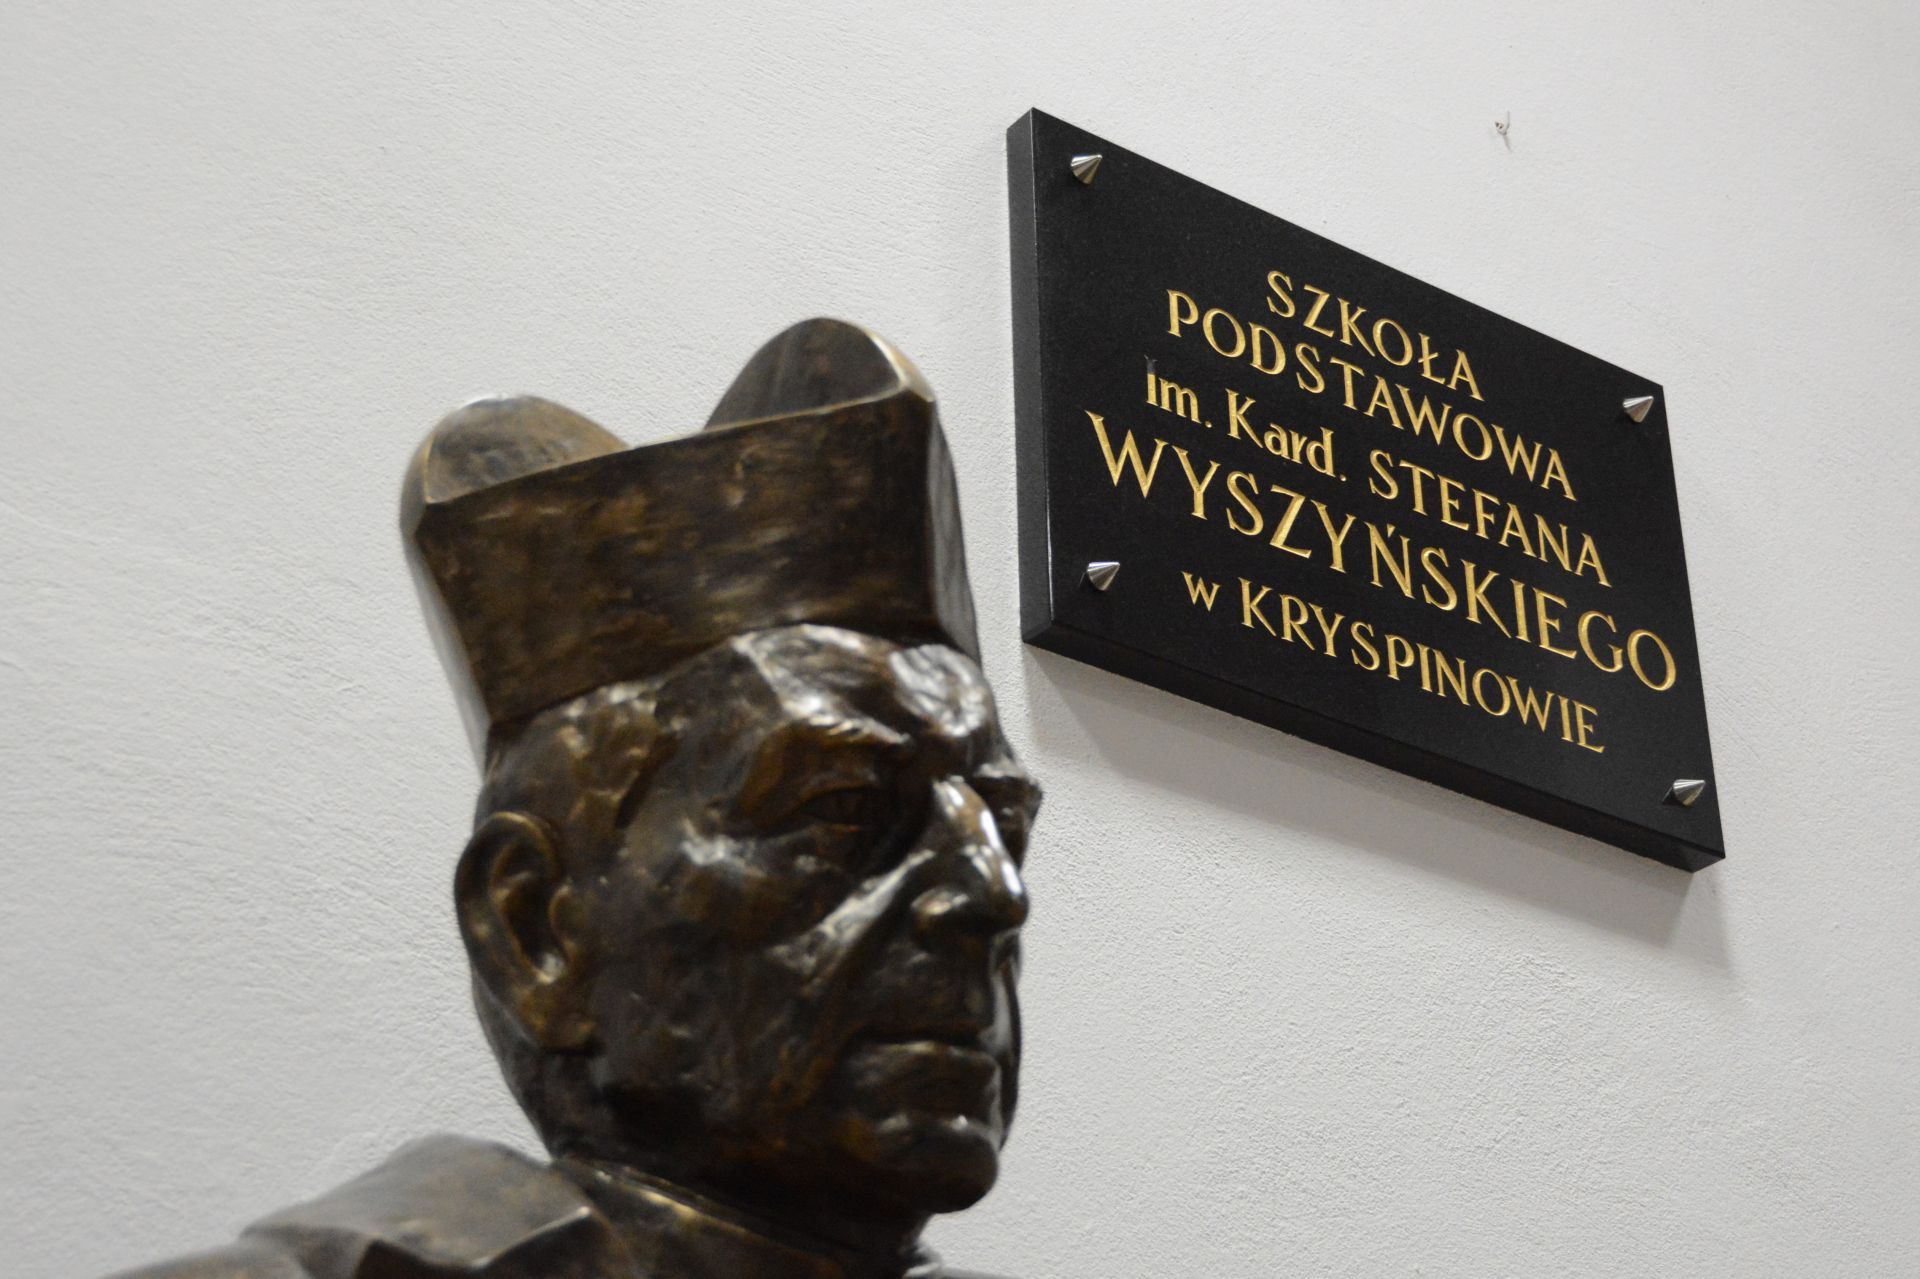 SZKOŁA
PODSTAWOWA
im. Kard. STEFANA
WYSZYŃSKIEGO
w KRYSPINOWIE